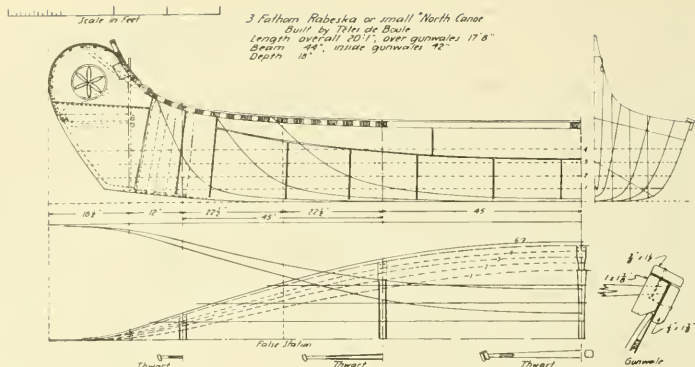 Scale in Feet
3 Fathom Rabeska or small "North Canoe
Built by Têtes de Boule
Length overall 20'1", over gunwales 17'8"
Beam 44", inside gunwales 42"
Depth 18"
12"
22½"
22½"
45"
45"
False Station
Thwart
Thwart
Thwart
Gunwale